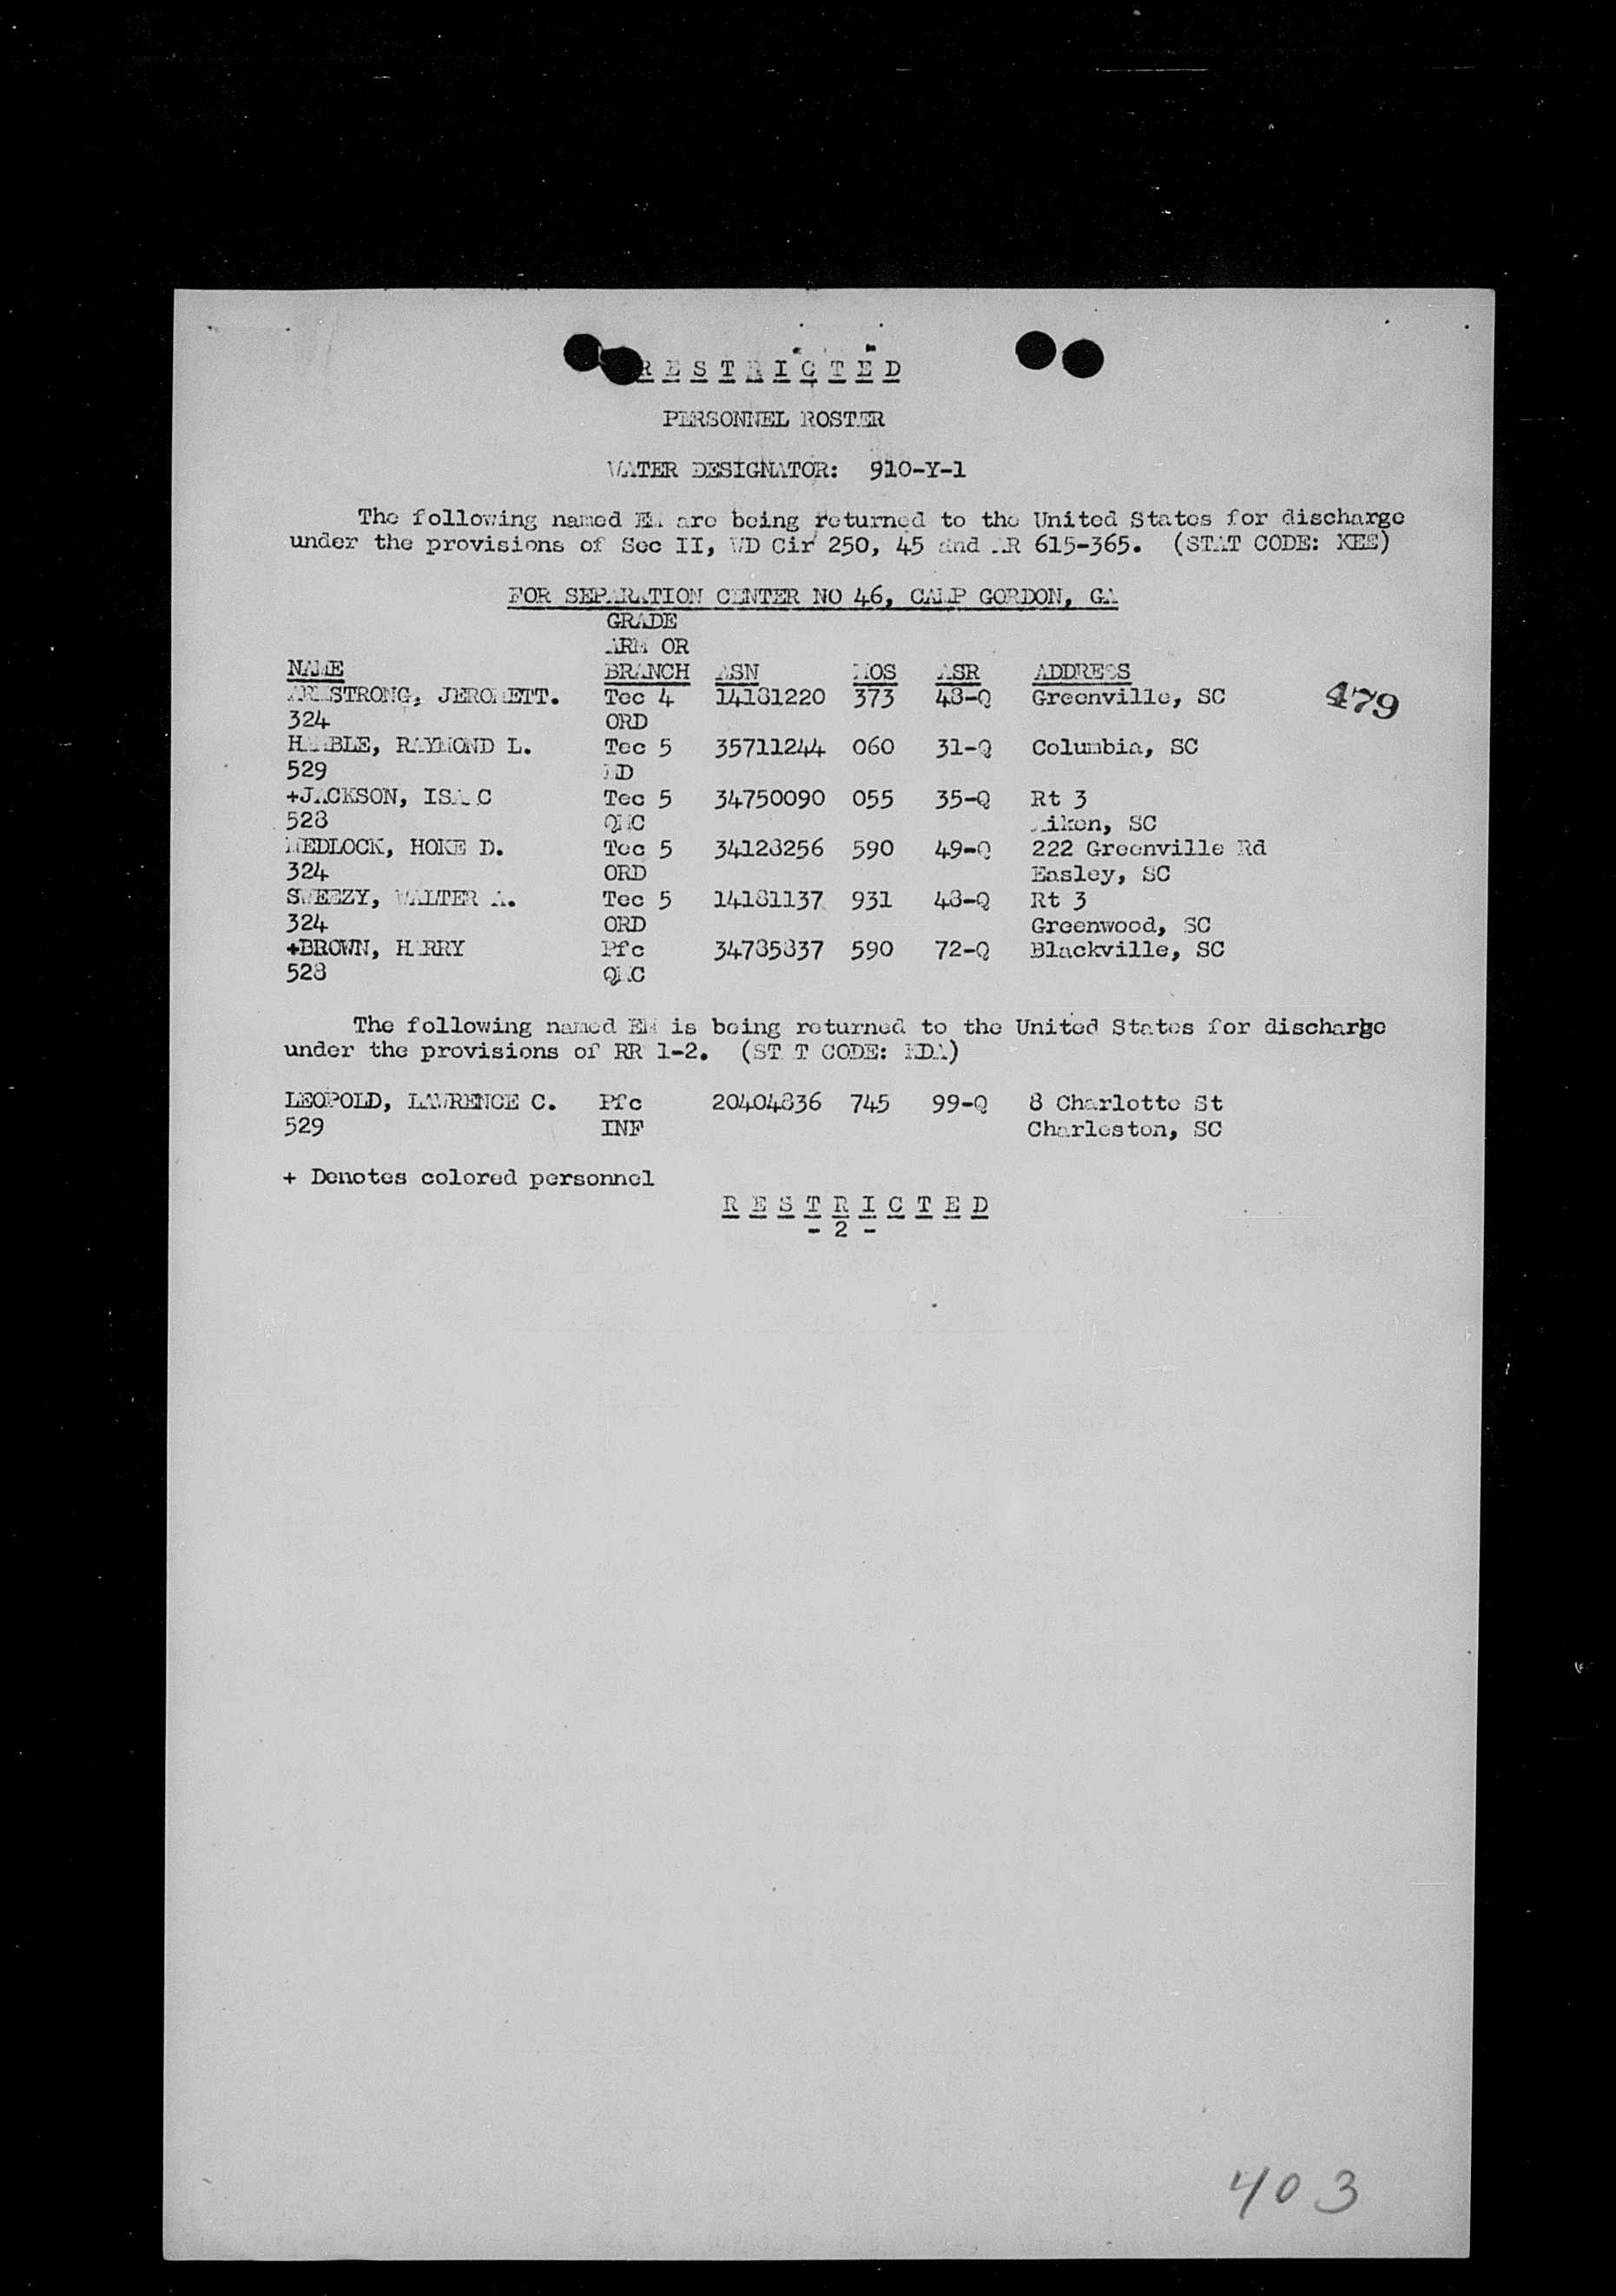 RESTRICTED
PERSONNEL ROSTER
WATER DESIGNATOR: 910-Y-1
The following named EM are being returned to the United States for discharge
under the provisions of Sec II, WD Cir 250, 45 and AR 615-365. (STAT CODE: KEE)
FOR SEPARATION CENTER NO 46, CAMP GORDON, GA
GRADE
ARM OR
NAME BRANCH ASN MOS ASR ADDRESS
ARMSTRONG, JEROMETT. Tec 4 14181220 373 48-Q Greenville, SC 479
324 ORD
HAMBLE, RAYMOND L. Tec 5 35711244 060 31-Q Columbia, SC
529 MD
+JACKSON, ISAAC Tec 5 34750090 055 35-Q Rt 3
528 QMC Aiken, SC
MEDLOCK, HOKE D. Tec 5 34128256 590 49-Q 222 Greenville Rd
324 ORD Easley, SC
SWEEZY, WALTER A. Tec 5 14181137 931 48-Q Rt 3
324 ORD Greenwood, SC
+BROWN, HARRY Pfc 34785837 590 72-Q Blackville, SC
528 QMC
The following named EM is being returned to the United States for discharge
under the provisions of RR 1-2. (STAT CODE: MDA)
LEOPOLD, LAWRENCE C. Pfc 20404836 745 99-Q 8 Charlotte St
529 INF Charleston, SC
+ Denotes colored personnel
RESTRICTED
- 2 -
403